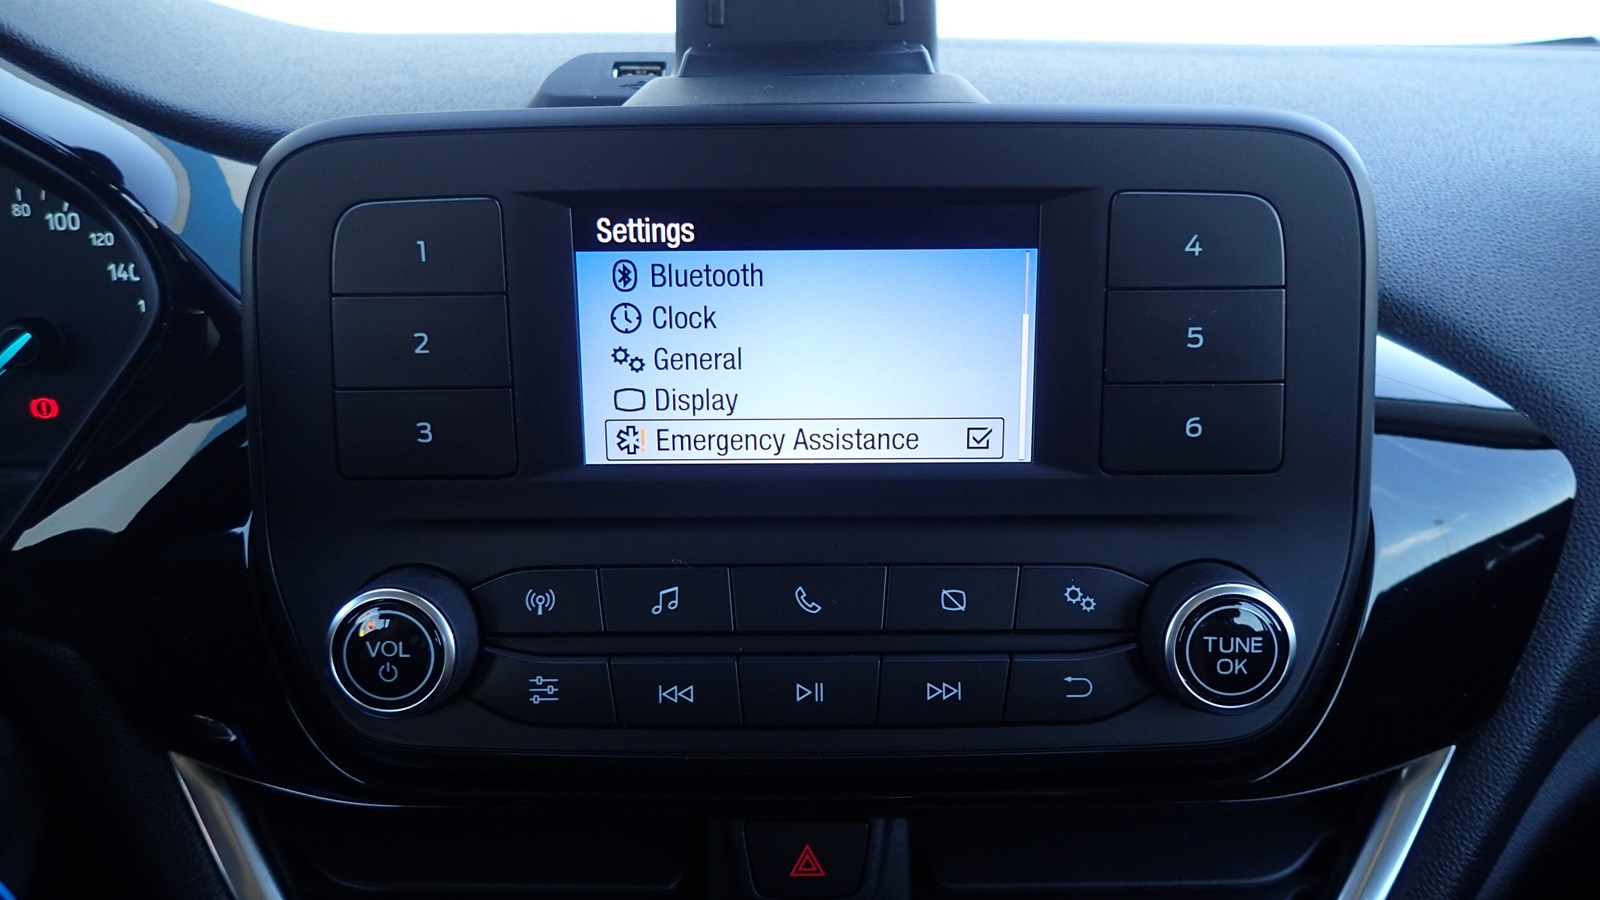 80
100
120
140
1
Settings
Bluetooth
Clock
General
Display
Emergency Assistance
1
2
3
4
5
6
VOL
TUNE
OK